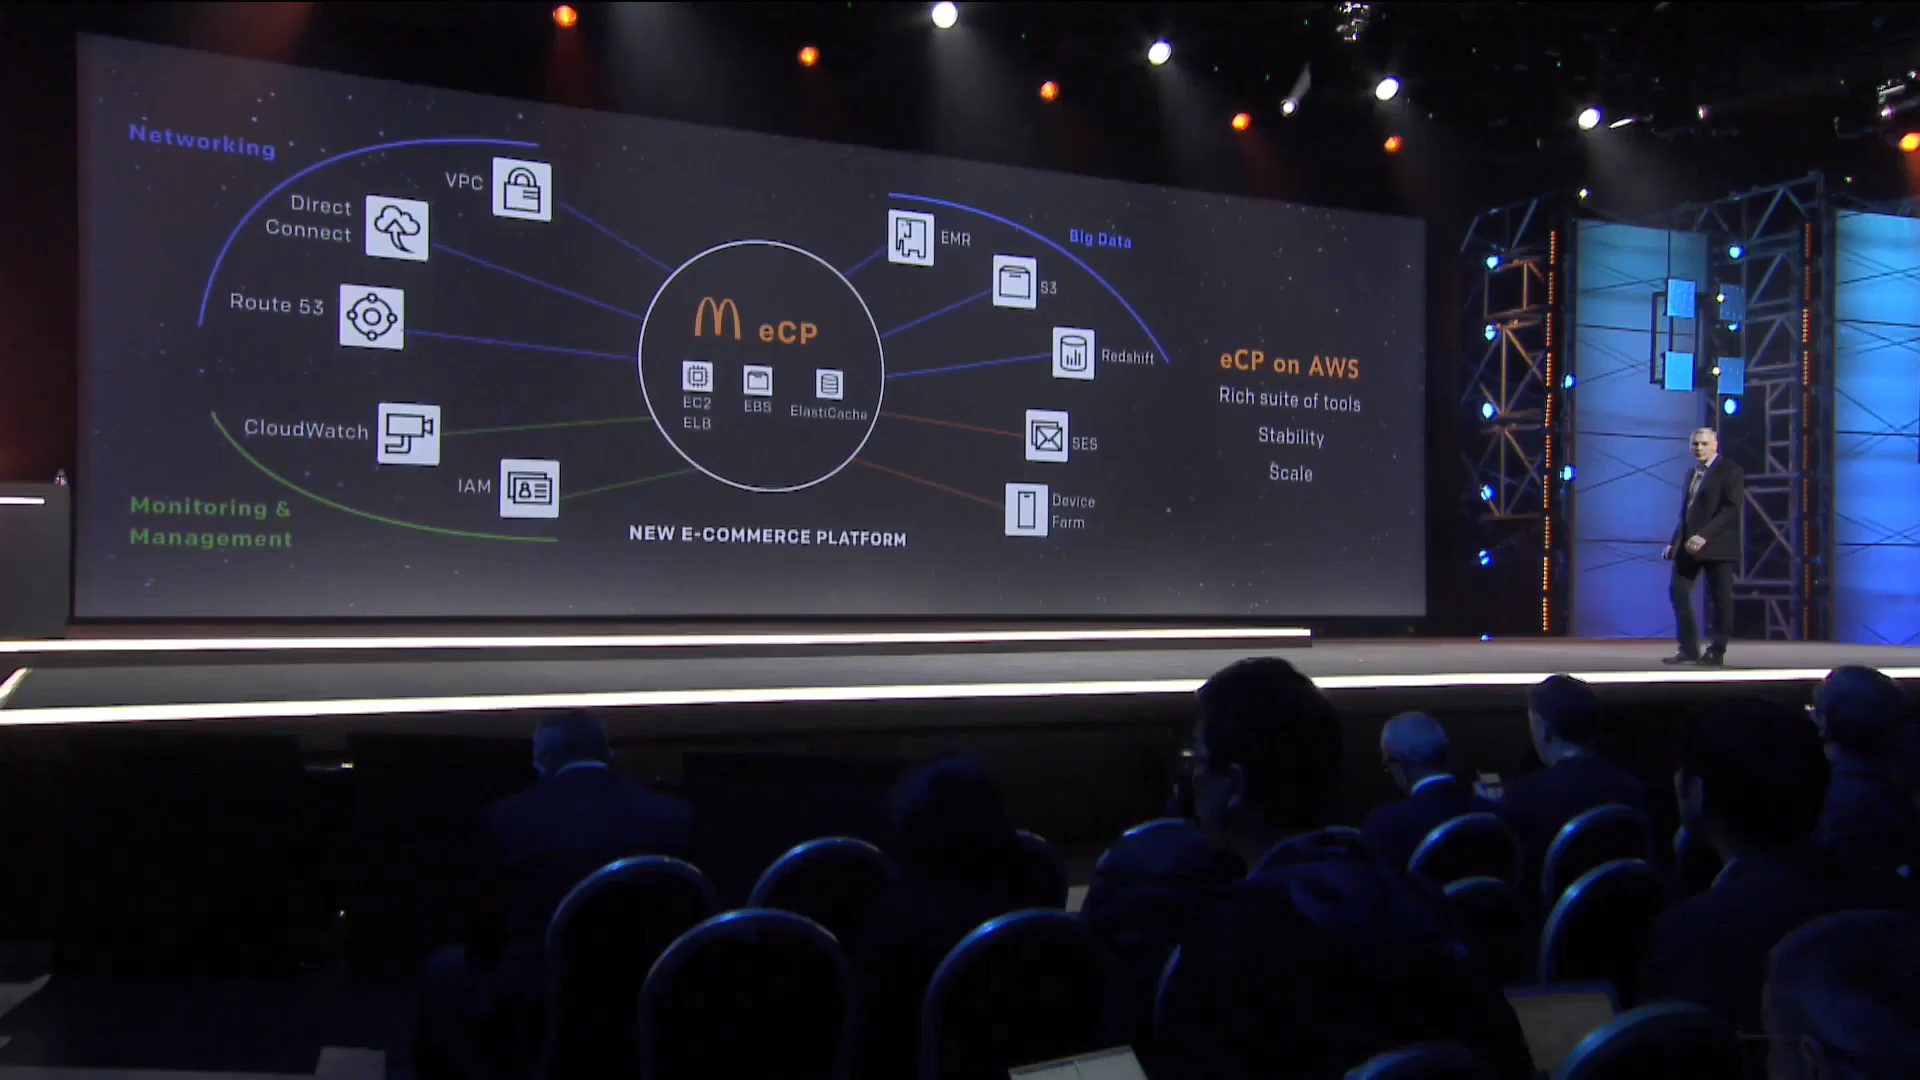 Networking
VPC
Direct
Connect
Route 53
CloudWatch
IAM
Monitoring &
Management
eCP
EC2
ELB
EBS
ElastiCache
NEW E-COMMERCE PLATFORM
EMR
Big Data
S3
Redshift
SES
Device
Farm
eCP on AWS
Rich suite of tools
Stability
Scale